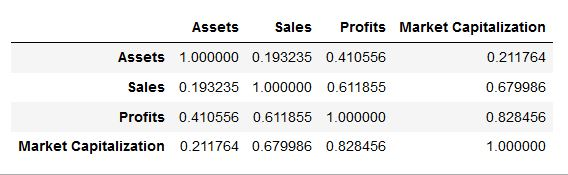 Assets Sales Profits Market Capitalization
Assets 1.000000 0.193235 0.410556 0.211764
Sales 0.193235 1.000000 0.611855 0.679986
Profits 0.410556 0.611855 1.000000 0.828456
Market Capitalization 0.211764 0.679986 0.828456 1.000000